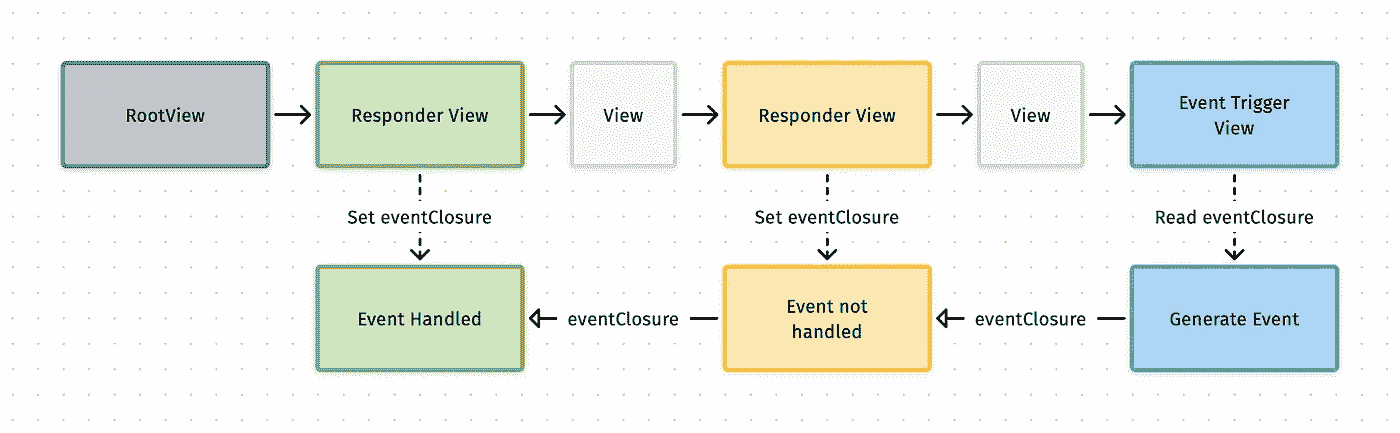 RootView
Responder View
View
Responder View
View
Event Trigger
View
Set eventClosure
Set eventClosure
Read eventClosure
Event Handled
eventClosure
Event not
handled
eventClosure
Generate Event